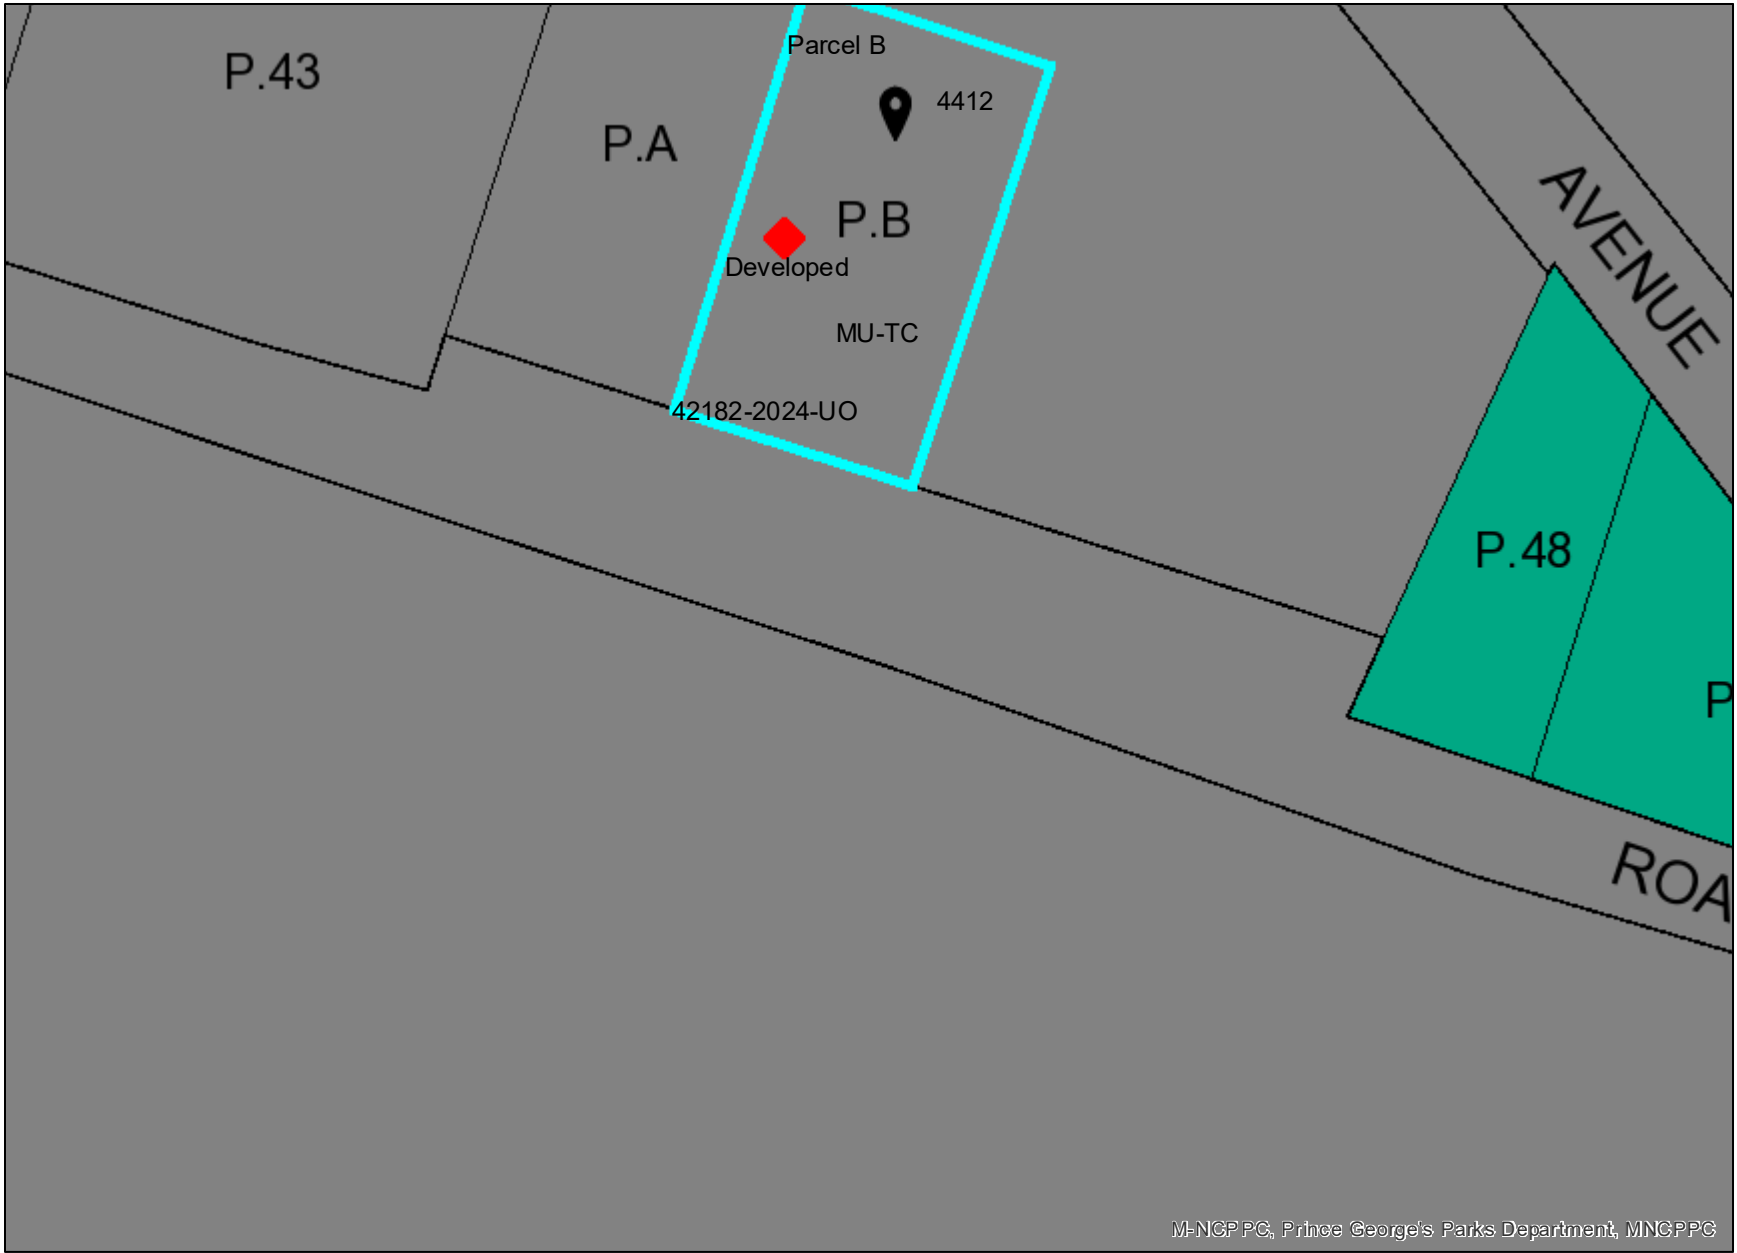 Parcel B
P.43
4412
P.A
P.B
AVENUE
Developed
MU-TC
42182-2024-UO
P.48
P
ROA
M-NCPPC, Prince George's Parks Department, MNCPPC